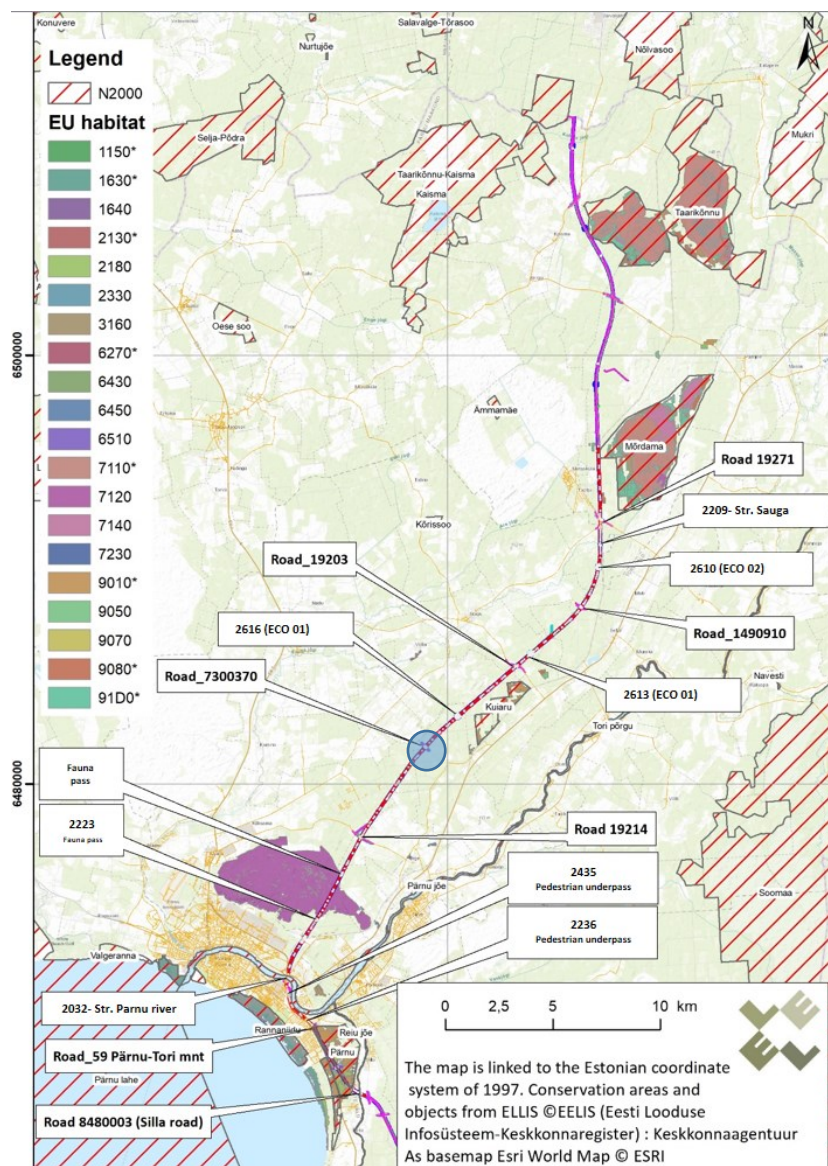 Konuvere
Salavalge-Tõrasoo
Nurtujõe
Nõlvasoo
N
Legend
N2000
EU habitat
1150*
1630*
1640
2130*
2180
2330
3160
6270*
6430
6450
6510
7110*
7120
7140
7230
9010*
9050
9070
9080*
91D0*
Selja-Põdra
Mukri
Taarikõnnu-Kaisma
Kaisma
Taarikõnnu
Oese soo
6500000
Ämmamäe
Mõrdama
Road 19271
Kõrissoo
2209- Str. Sauga
Road_19203
2610 (ECO 02)
2616 (ECO 01)
Road_1490910
Road_7300370
2613 (ECO 01)
Navesti
Kuiaru
Tori põrgu
6480000
Fauna
pass
Road 19214
2223
Fauna pass
2435
Pedestrian underpass
Pärnu jõe
Soomaa
2236
Pedestrian underpass
Valgeranna
2032- Str. Parnu river
Rannaniidu
Reiu jõe
Road_59 Pärnu-Tori mnt
Pärnu
Pärnu lahe
Road 8480003 (Silla road)
0 2,5 5 10 km
The map is linked to the Estonian coordinate
system of 1997. Conservation areas and
objects from ELLIS ©EELIS (Eesti Looduse
Infosüsteem-Keskkonnaregister) : Keskkonnaagentuur
As basemap Esri World Map © ESRI